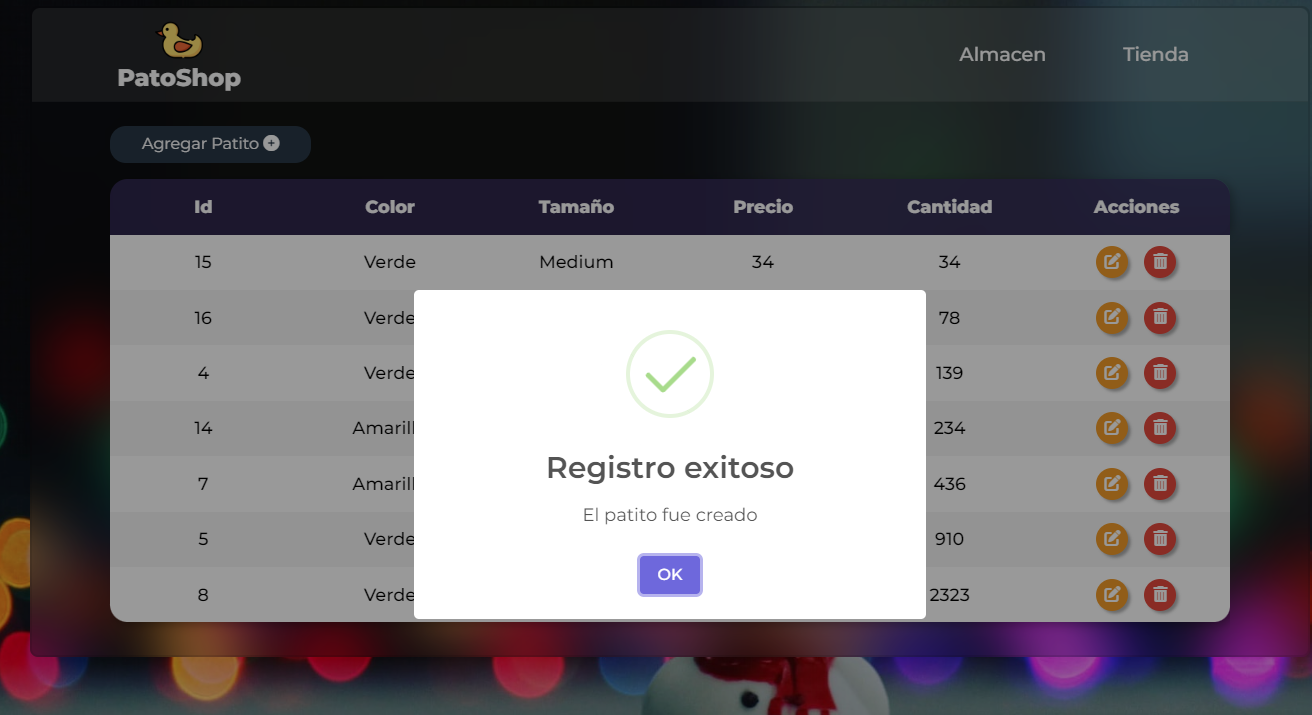 PatoShop
Almacen
Tienda
Agregar Patito
Id Color Tamaño Precio Cantidad Acciones
15 Verde Medium 34 34
16 Verde 78
4 Verde 139
14 Amarill 234
7 Amarill 436
5 Verde 910
8 Verde 2323
Registro exitoso
El patito fue creado
OK